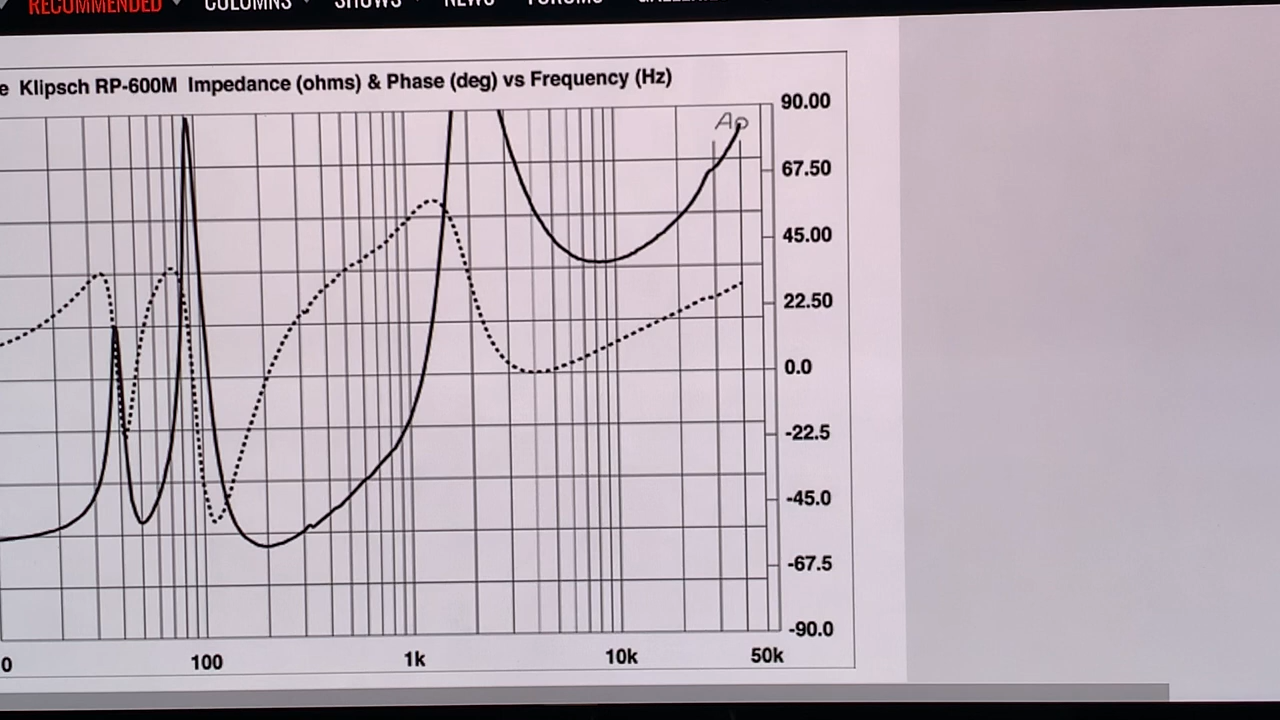 RECOMMENDED COLUMNS SHOWS NEWS FORUMS
e Klipsch RP-600M Impedance (ohms) & Phase (deg) vs Frequency (Hz)
90.00
Ap
67.50
45.00
22.50
0.0
-22.5
-45.0
-67.5
-90.0
0 100 1k 10k 50k